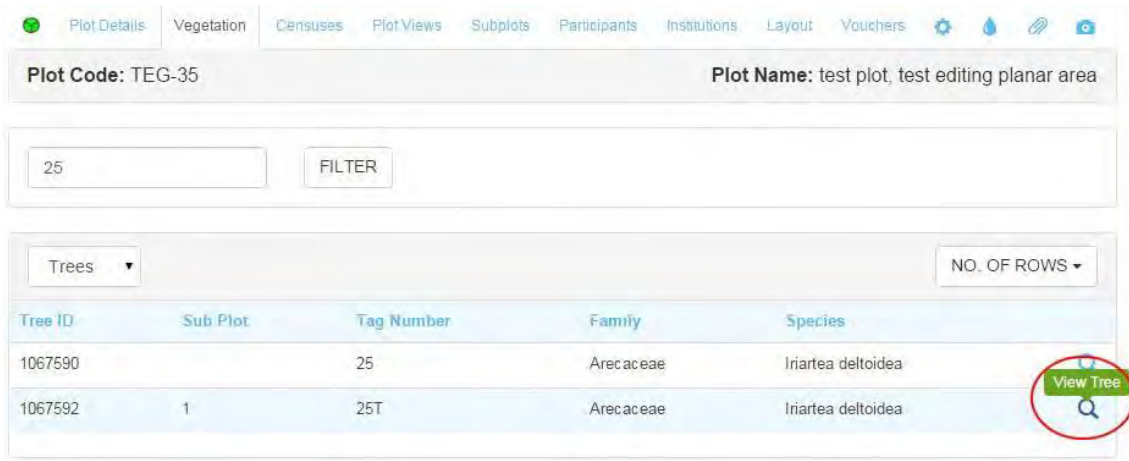 Plot Details Vegetation Censuses Plot Views Subplots Participants Institutions Layout Vouchers
Plot Code: TEG-35 Plot Name: test plot, test editing planar area
25 FILTER
Trees NO. OF ROWS
Tree ID Sub Plot Tag Number Family Species
1067590 25 Arecaceae Iriartea deltoidea
View Tree
1067592 1 25T Arecaceae Iriartea deltoidea